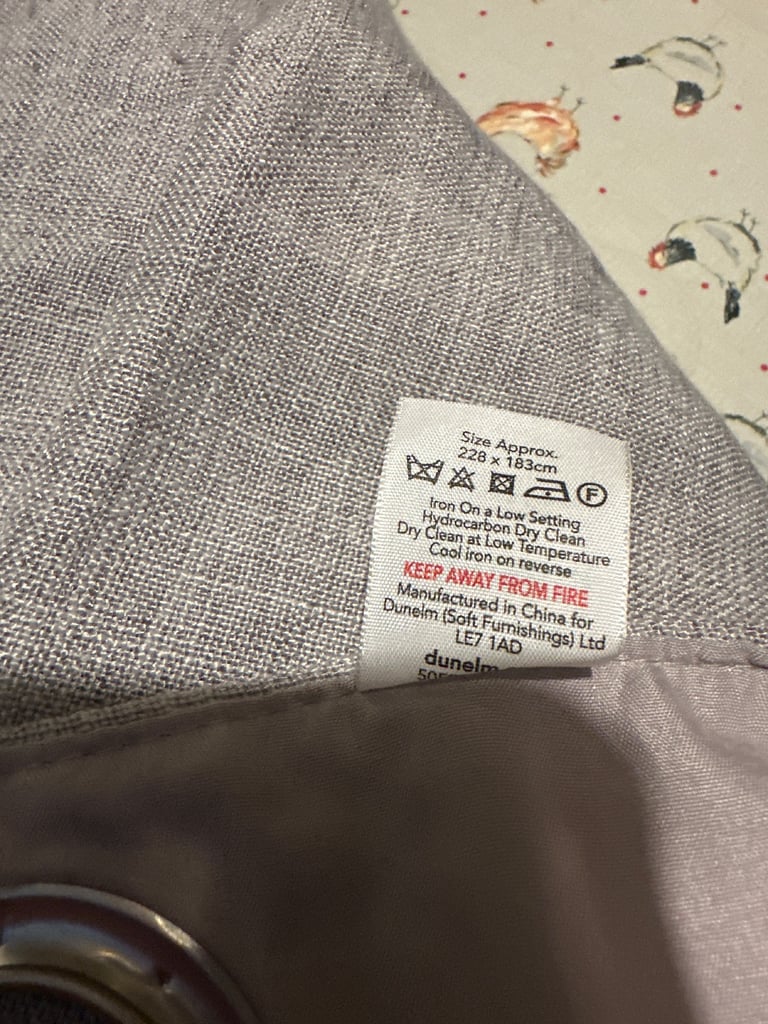 Size Approx.
228 x 183cm
F
Iron On a Low Setting
Hydrocarbon Dry Clean
Dry Clean at Low Temperature
Cool iron on reverse
KEEP AWAY FROM FIRE
Manufactured in China for
Dunelm (Soft Furnishings) Ltd
LE7 1AD
dunelm